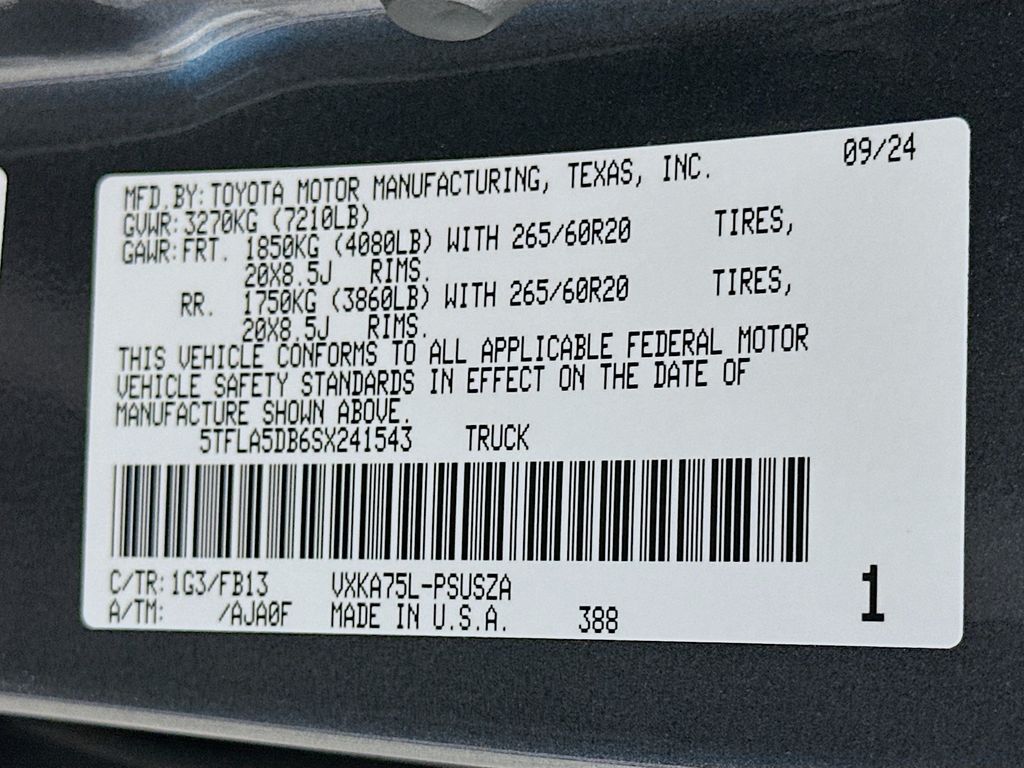 09/24
MFD.BY:TOYOTA MOTOR MANUFACTURING, TEXAS, INC.
GVWR:3270KG (7210LB)
GAWR:FRT. 1850KG (4080LB) WITH 265/60R20 TIRES,
20X8.5J RIMS.
RR. 1750KG (3860LB) WITH 265/60R20 TIRES,
20X8.5J RIMS.
THIS VEHICLE CONFORMS TO ALL APPLICABLE FEDERAL MOTOR
VEHICLE SAFETY STANDARDS IN EFFECT ON THE DATE OF
MANUFACTURE SHOWN ABOVE.
5TFLA5DB6SX241543 TRUCK
C/TR:1G3/FB13 VXKA75L-PSUSZA
A/TM: /AJA0F MADE IN U.S.A. 388
1